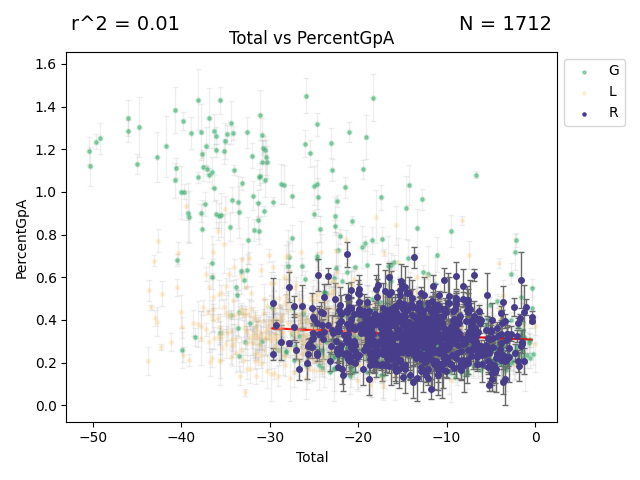 r^2 = 0.01 N = 1712
Total vs PercentGpA
G
L
R
PercentGpA
1.6
1.4
1.2
1.0
0.8
0.6
0.4
0.2
0.0
−50 −40 −30 −20 −10 0
Total